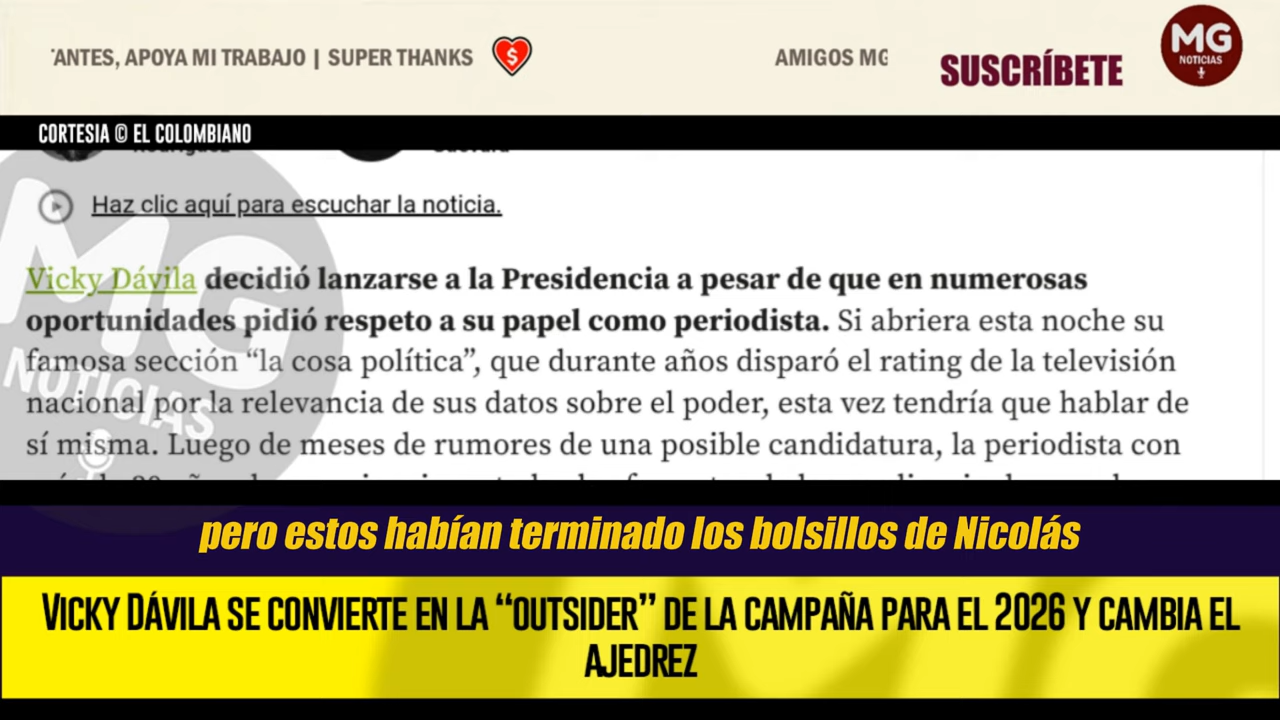 'ANTES, APOYA MI TRABAJO | SUPER THANKS
AMIGOS MG
SUSCRÍBETE
MG
NOTICIAS
CORTESIA © EL COLOMBIANO
Haz clic aquí para escuchar la noticia.
Vicky Dávila decidió lanzarse a la Presidencia a pesar de que en numerosas
oportunidades pidió respeto a su papel como periodista. Si abriera esta noche su
famosa sección “la cosa política”, que durante años disparó el rating de la televisión
nacional por la relevancia de sus datos sobre el poder, esta vez tendría que hablar de
sí misma. Luego de meses de rumores de una posible candidatura, la periodista con
MG
NOTICIAS
pero estos habían terminado los bolsillos de Nicolás
VICKY DÁVILA SE CONVIERTE EN LA “OUTSIDER” DE LA CAMPAÑA PARA EL 2026 Y CAMBIA EL
AJEDREZ